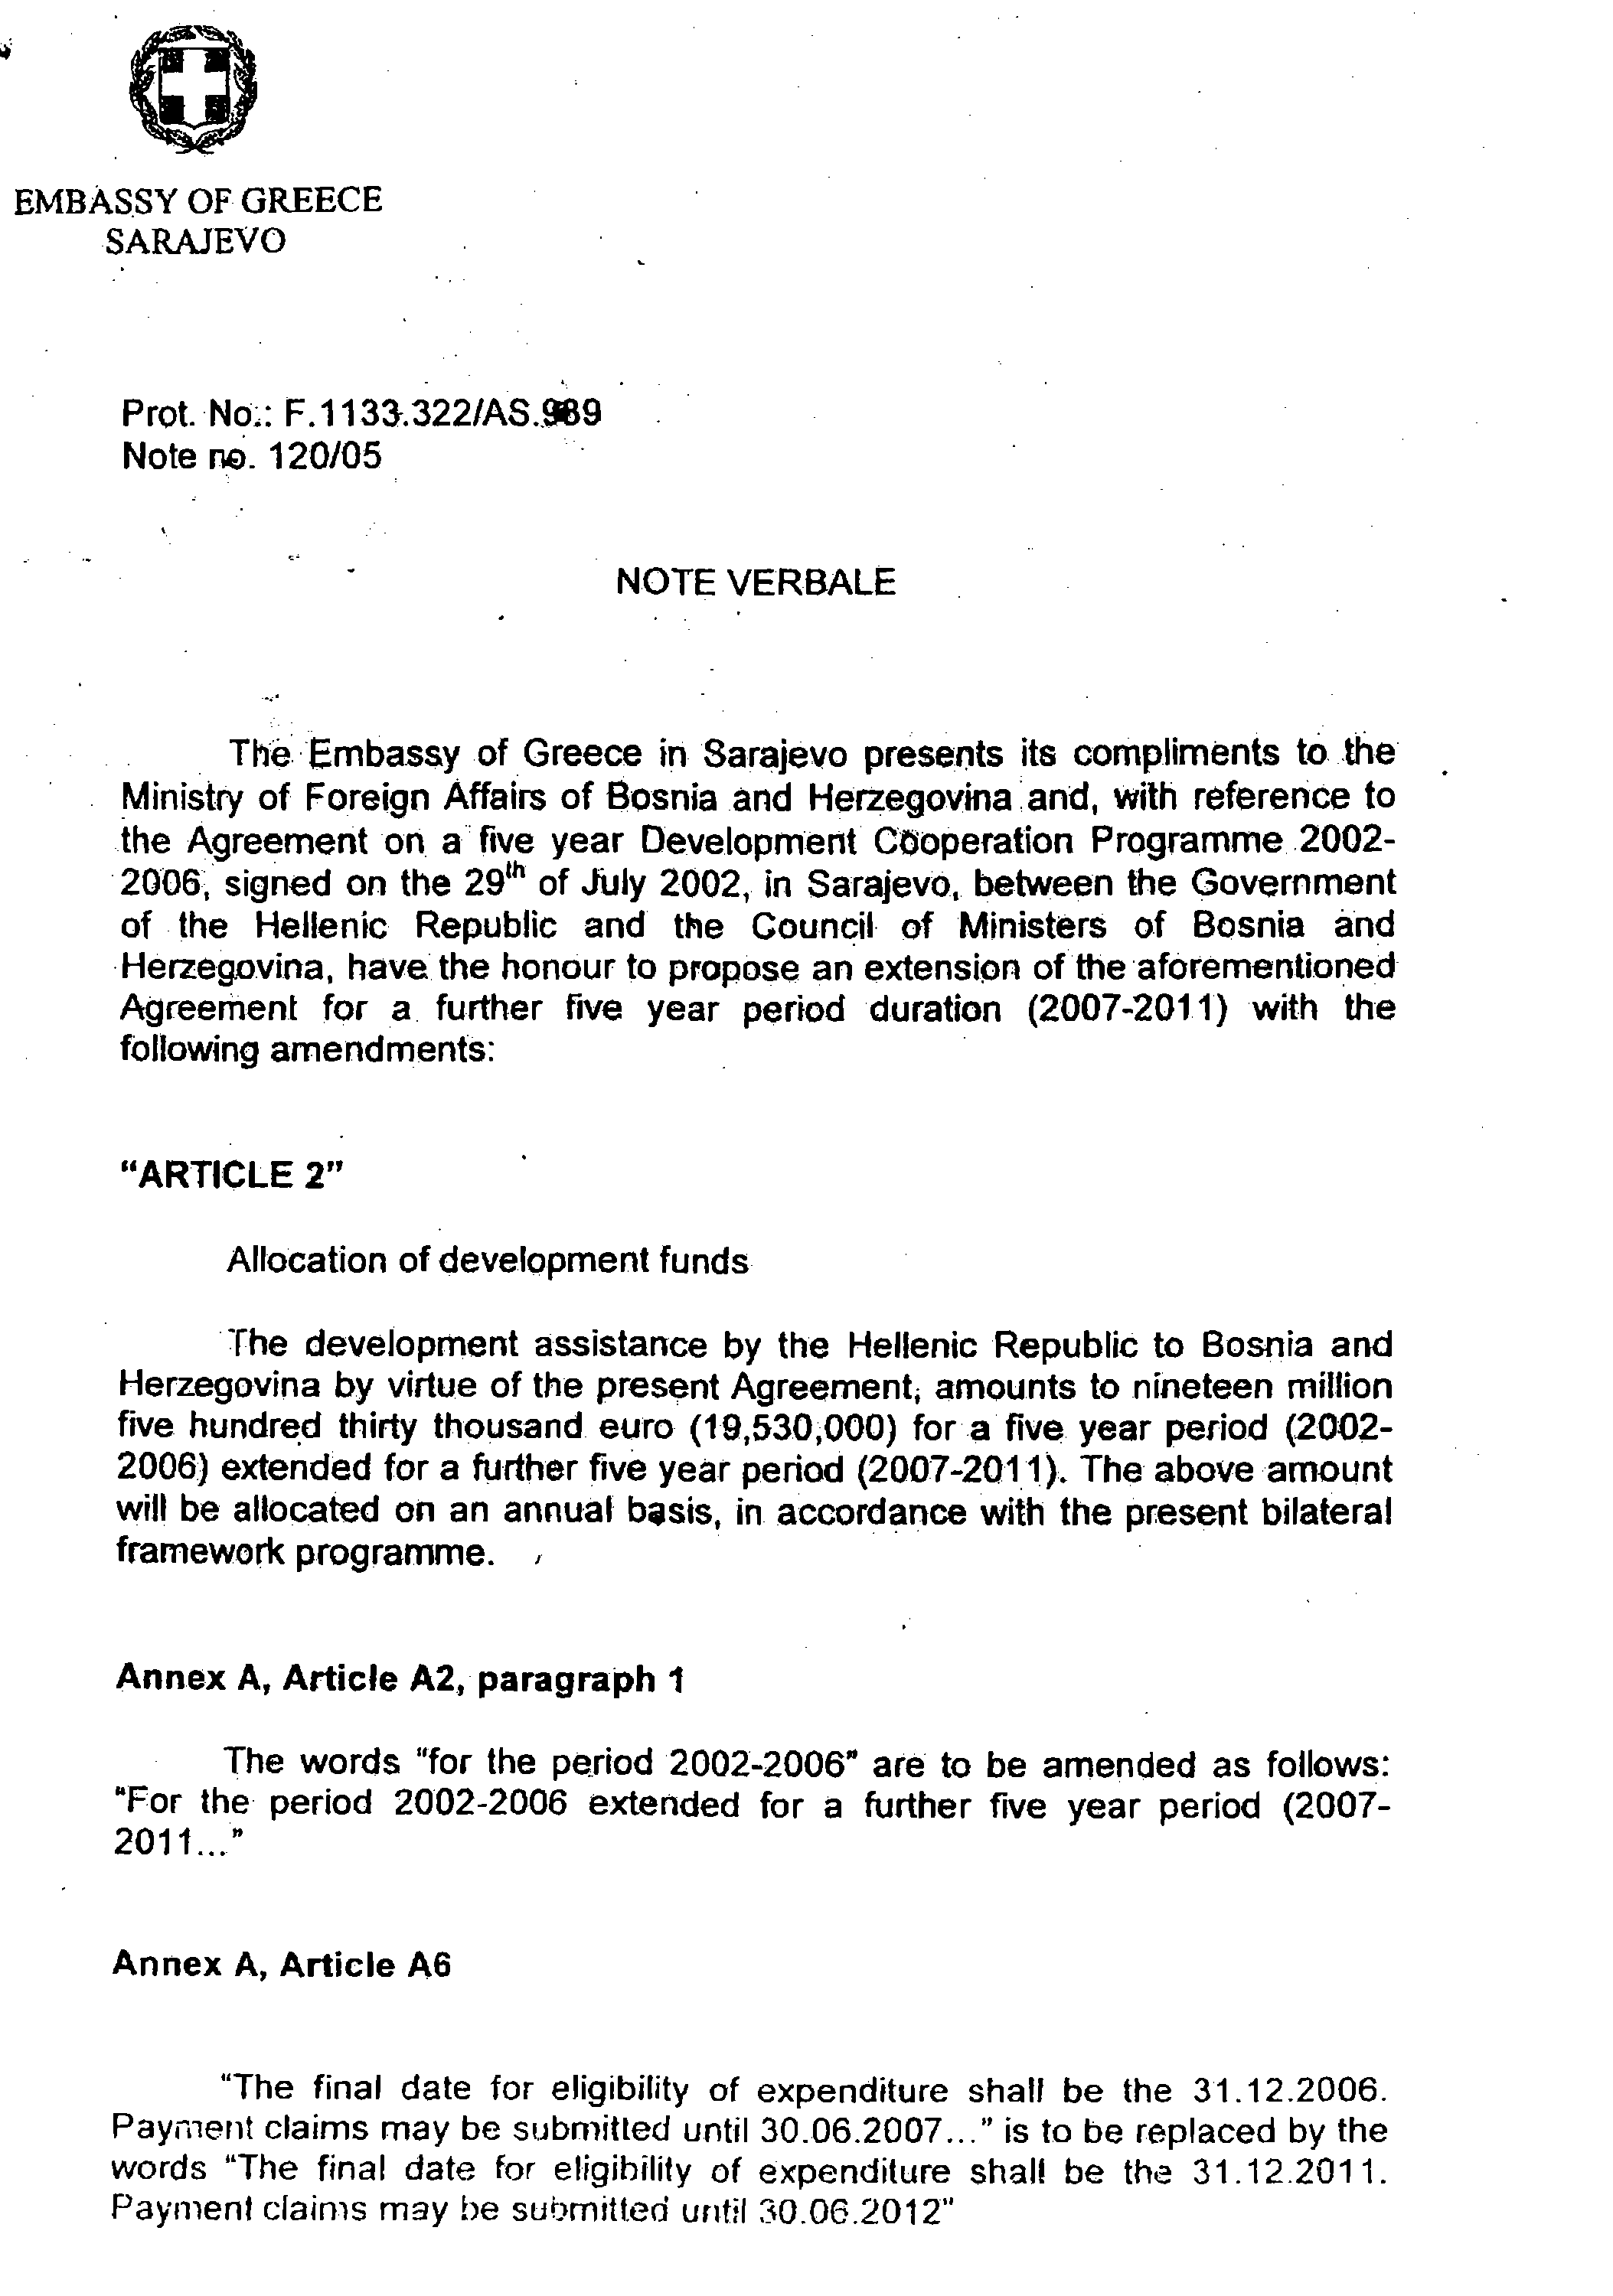 EMBASSY OF GREECE
SARAJEVO
Prot. No.: F.1133.322/AS.989
Note no. 120/05
NOTE VERBALE
The Embassy of Greece in Sarajevo presents its compliments to the
Ministry of Foreign Affairs of Bosnia and Herzegovina and, with reference to
the Agreement on a five year Development Cooperation Programme 2002-
2006, signed on the 29th of July 2002, in Sarajevo, between the Government
of the Hellenic Republic and the Council of Ministers of Bosnia and
Herzegovina, have the honour to propose an extension of the aforementioned
Agreement for a further five year period duration (2007-2011) with the
following amendments:
“ARTICLE 2”
Allocation of development funds
The development assistance by the Hellenic Republic to Bosnia and
Herzegovina by virtue of the present Agreement, amounts to nineteen million
five hundred thirty thousand euro (19,530,000) for a five year period (2002-
2006) extended for a further five year period (2007-2011). The above amount
will be allocated on an annual basis, in accordance with the present bilateral
framework programme.
Annex A, Article A2, paragraph 1
The words “for the period 2002-2006” are to be amended as follows:
“For the period 2002-2006 extended for a further five year period (2007-
2011...”
Annex A, Article A6
“The final date for eligibility of expenditure shall be the 31.12.2006.
Payment claims may be submitted until 30.06.2007...” is to be replaced by the
words “The final date for eligibility of expenditure shall be the 31.12.2011.
Payment claims may be submitted until 30.06.2012”